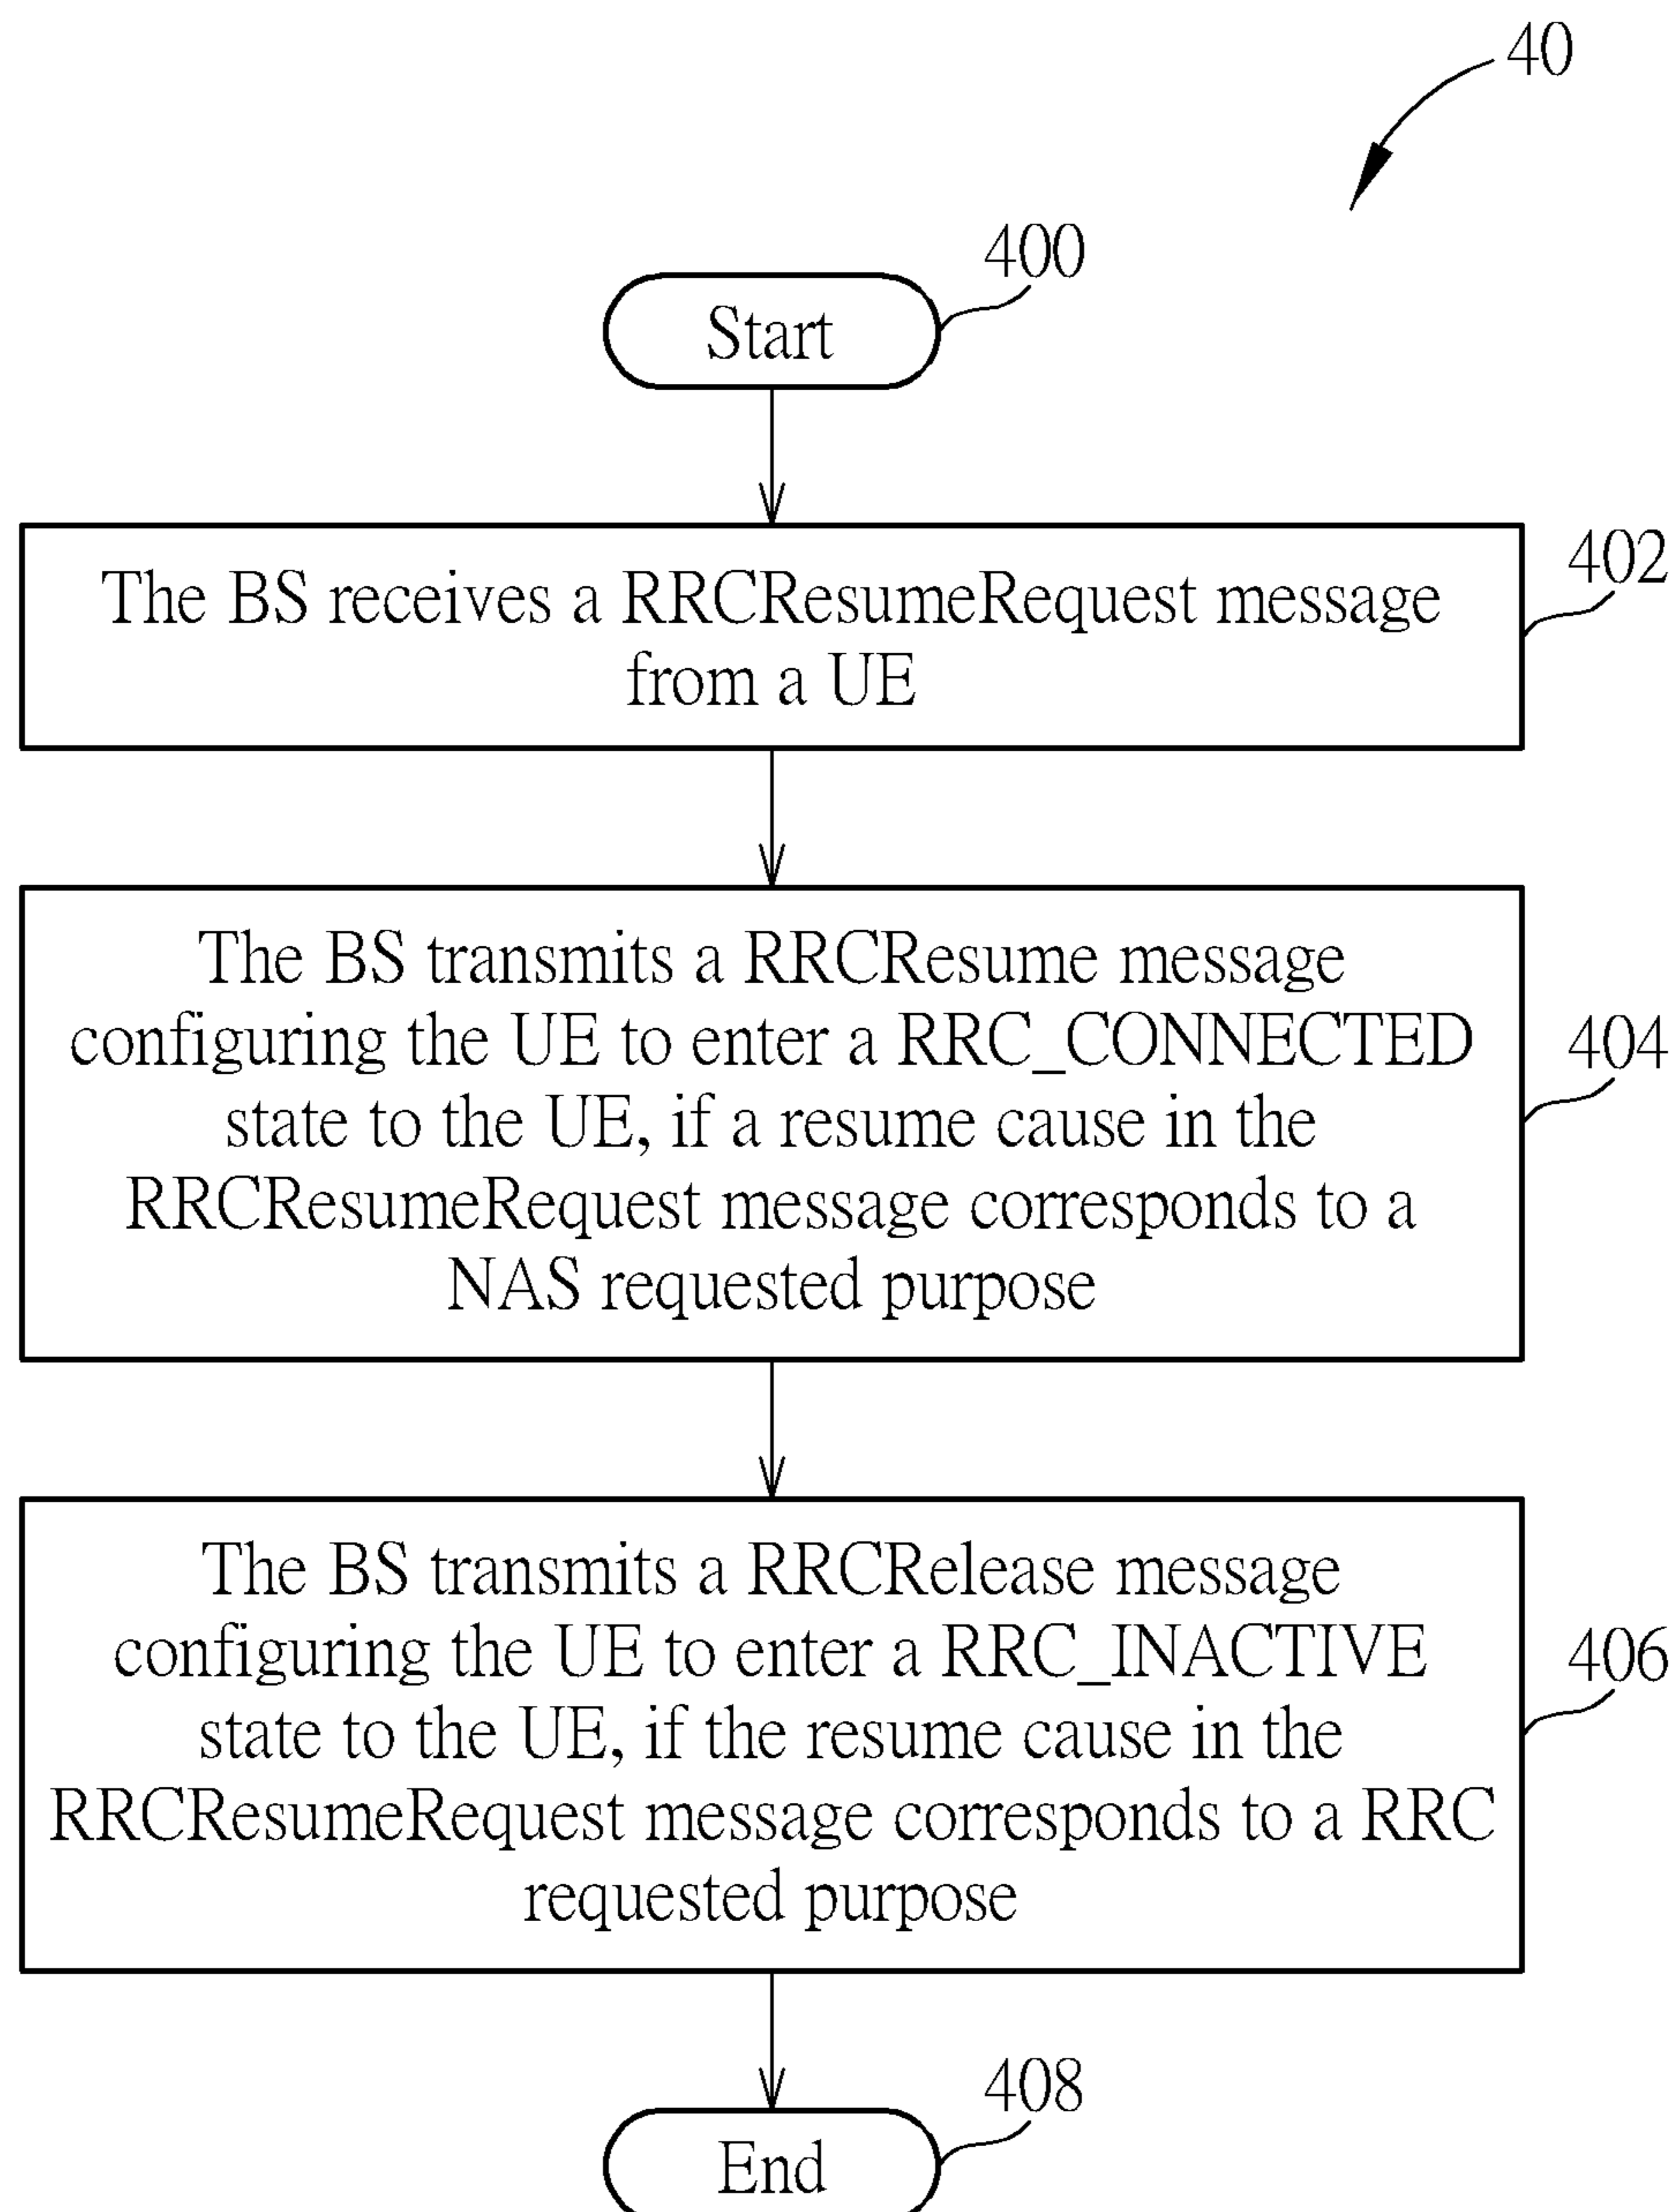 40
400
Start
402
The BS receives a RRCResumeRequest message
from a UE
The BS transmits a RRCResume message
configuring the UE to enter a RRC_CONNECTED
404
state to the UE, if a resume cause in the
RRCResumeRequest message corresponds to a
NAS requested purpose
The BS transmits a RRCRelease message
configuring the UE to enter a RRC_INACTIVE
406
state to the UE, if the resume cause in the
RRCResumeRequest message corresponds to a RRC
requested purpose
408
End